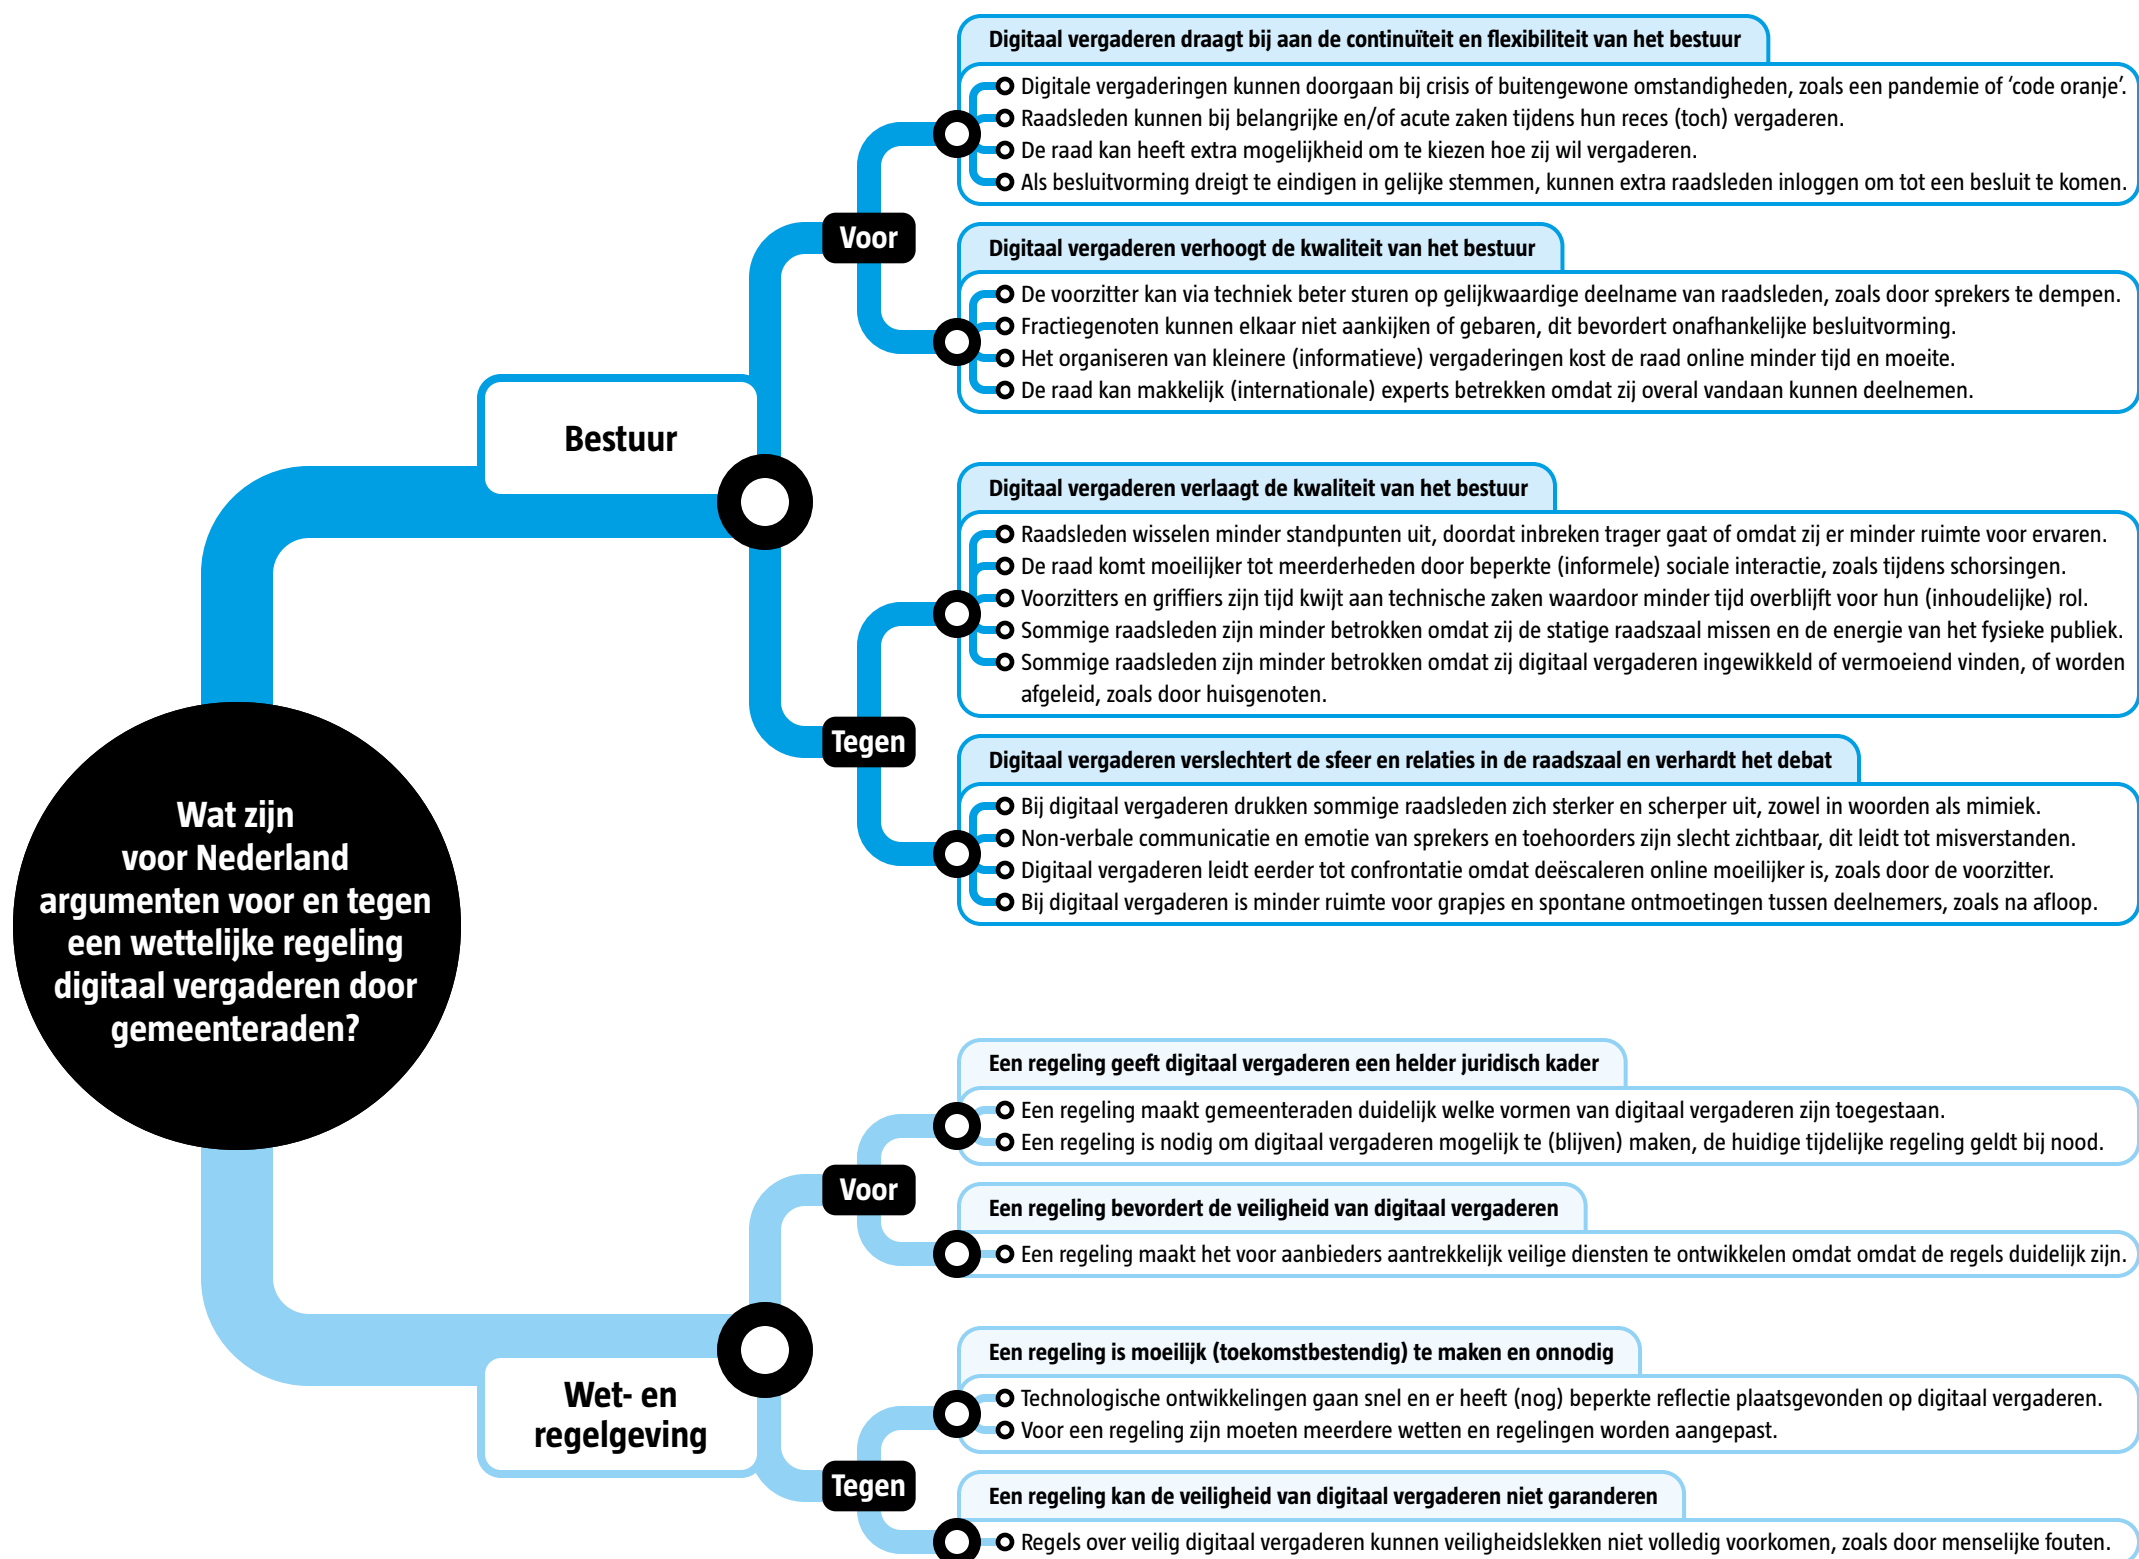 Wat zijn
voor Nederland
argumenten voor en tegen
een wettelijke regeling
digitaal vergaderen door
gemeenteraden?
Bestuur
Voor
Digitaal vergaderen draagt bij aan de continuïteit en flexibiliteit van het bestuur
Digitale vergaderingen kunnen doorgaan bij crisis of buitengewone omstandigheden, zoals een pandemie of ‘code oranje’.
Raadsleden kunnen bij belangrijke en/of acute zaken tijdens hun reces (toch) vergaderen.
De raad kan heeft extra mogelijkheid om te kiezen hoe zij wil vergaderen.
Als besluitvorming dreigt te eindigen in gelijke stemmen, kunnen extra raadsleden inloggen om tot een besluit te komen.
Digitaal vergaderen verhoogt de kwaliteit van het bestuur
De voorzitter kan via techniek beter sturen op gelijkwaardige deelname van raadsleden, zoals door sprekers te dempen.
Fractiegenoten kunnen elkaar niet aankijken of gebaren, dit bevordert onafhankelijke besluitvorming.
Het organiseren van kleinere (informatieve) vergaderingen kost de raad online minder tijd en moeite.
De raad kan makkelijk (internationale) experts betrekken omdat zij overal vandaan kunnen deelnemen.
Tegen
Digitaal vergaderen verlaagt de kwaliteit van het bestuur
Raadsleden wisselen minder standpunten uit, doordat inbreken trager gaat of omdat zij er minder ruimte voor ervaren.
De raad komt moeilijker tot meerderheden door beperkte (informele) sociale interactie, zoals tijdens schorsingen.
Voorzitters en griffiers zijn tijd kwijt aan technische zaken waardoor minder tijd overblijft voor hun (inhoudelijke) rol.
Sommige raadsleden zijn minder betrokken omdat zij de statige raadszaal missen en de energie van het fysieke publiek.
Sommige raadsleden zijn minder betrokken omdat zij digitaal vergaderen ingewikkeld of vermoeiend vinden, of worden
afgeleid, zoals door huisgenoten.
Digitaal vergaderen verslechtert de sfeer en relaties in de raadszaal en verhardt het debat
Bij digitaal vergaderen drukken sommige raadsleden zich sterker en scherper uit, zowel in woorden als mimiek.
Non-verbale communicatie en emotie van sprekers en toehoorders zijn slecht zichtbaar, dit leidt tot misverstanden.
Digitaal vergaderen leidt eerder tot confrontatie omdat deëscaleren online moeilijker is, zoals door de voorzitter.
Bij digitaal vergaderen is minder ruimte voor grapjes en spontane ontmoetingen tussen deelnemers, zoals na afloop.
Wet- en
regelgeving
Voor
Een regeling geeft digitaal vergaderen een helder juridisch kader
Een regeling maakt gemeenteraden duidelijk welke vormen van digitaal vergaderen zijn toegestaan.
Een regeling is nodig om digitaal vergaderen mogelijk te (blijven) maken, de huidige tijdelijke regeling geldt bij nood.
Een regeling bevordert de veiligheid van digitaal vergaderen
Een regeling maakt het voor aanbieders aantrekkelijk veilige diensten te ontwikkelen omdat omdat de regels duidelijk zijn.
Tegen
Een regeling is moeilijk (toekomstbestendig) te maken en onnodig
Technologische ontwikkelingen gaan snel en er heeft (nog) beperkte reflectie plaatsgevonden op digitaal vergaderen.
Voor een regeling zijn moeten meerdere wetten en regelingen worden aangepast.
Een regeling kan de veiligheid van digitaal vergaderen niet garanderen
Regels over veilig digitaal vergaderen kunnen veiligheidslekken niet volledig voorkomen, zoals door menselijke fouten.